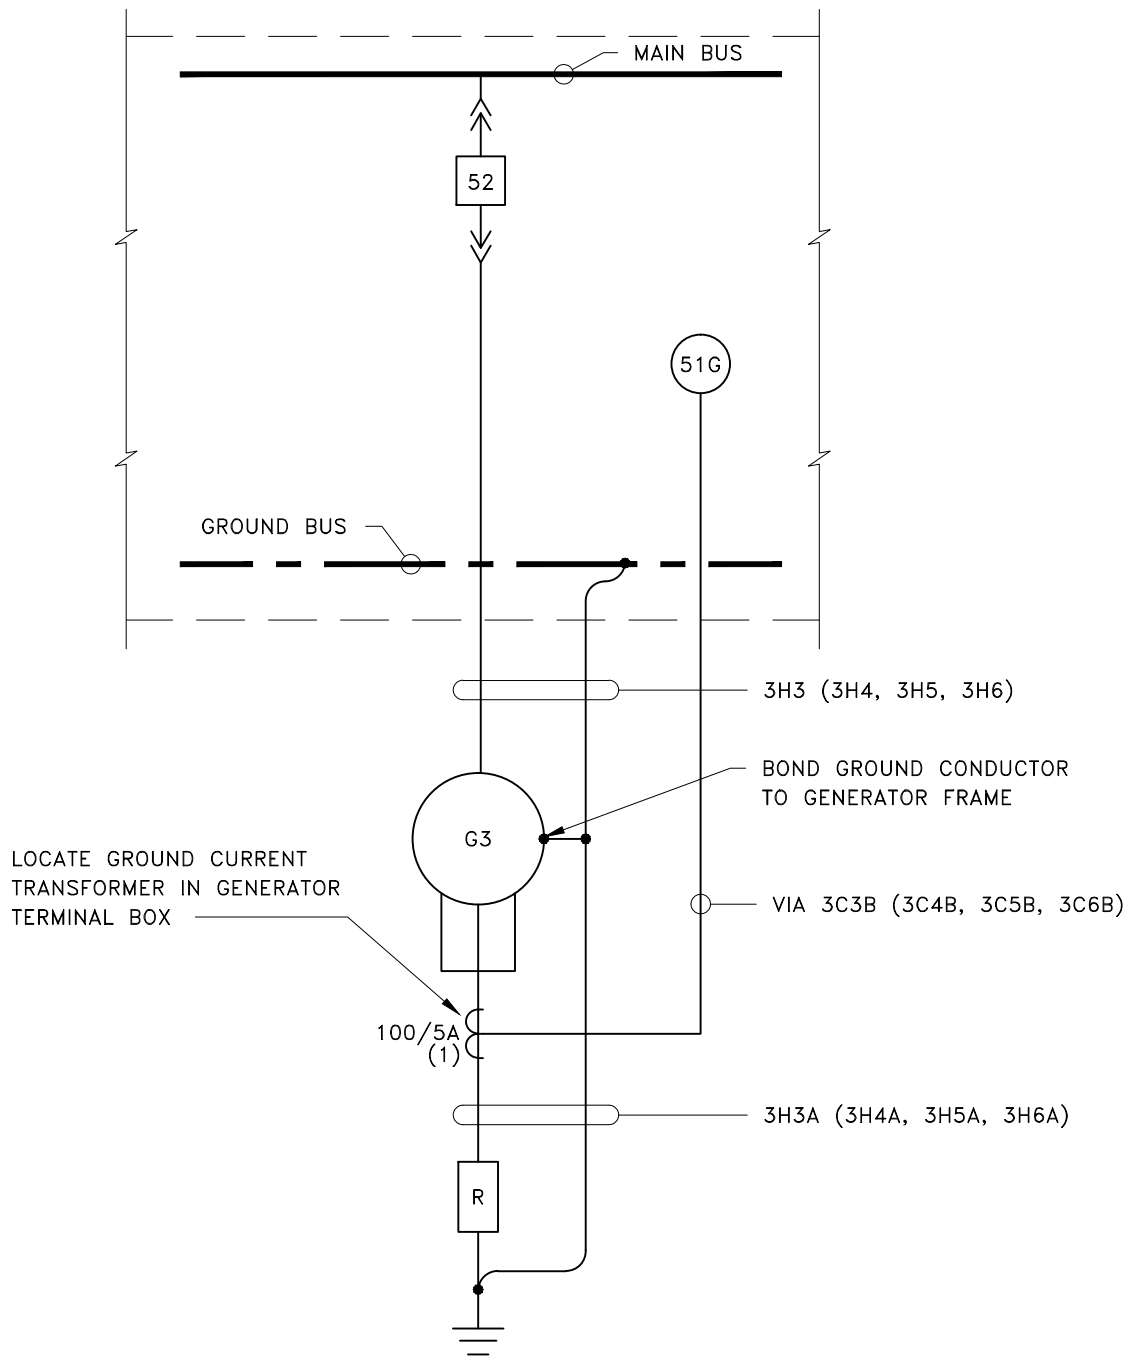 MAIN BUS
52
51G
GROUND BUS
3H3 (3H4, 3H5, 3H6)
BOND GROUND CONDUCTOR
TO GENERATOR FRAME
G3
LOCATE GROUND CURRENT
TRANSFORMER IN GENERATOR
TERMINAL BOX
VIA 3C3B (3C4B, 3C5B, 3C6B)
100/5A
(1)
3H3A (3H4A, 3H5A, 3H6A)
R